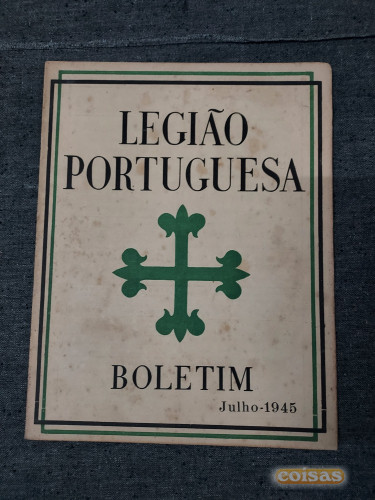 LEGIÃO
PORTUGUESA
BOLETIM
Julho-1945
coisas